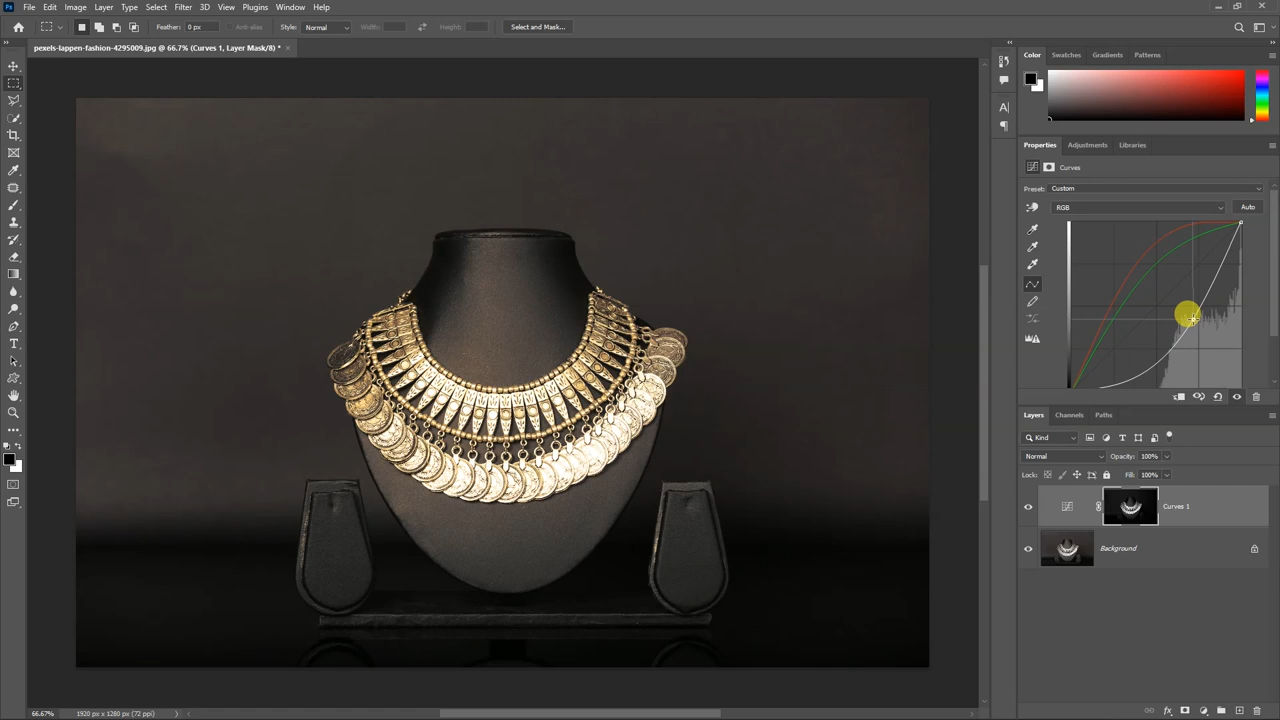 Ps File Edit Image Layer Type Select Filter 3D View Plugins Window Help
Feather: 0 px Anti-alias Style: Normal Width: Height: Select and Mask...
pexels-lappen-fashion-4295009.jpg @ 66.7% (Curves 1, Layer Mask/8) * ×
Color Swatches Gradients Patterns
Properties Adjustments Libraries
Curves
Preset: Custom
RGB Auto
Layers Channels Paths
Kind
Normal Opacity: 100%
Lock: Fill: 100%
Curves 1
Background
66.67% 1920 px x 1280 px (72 ppi)